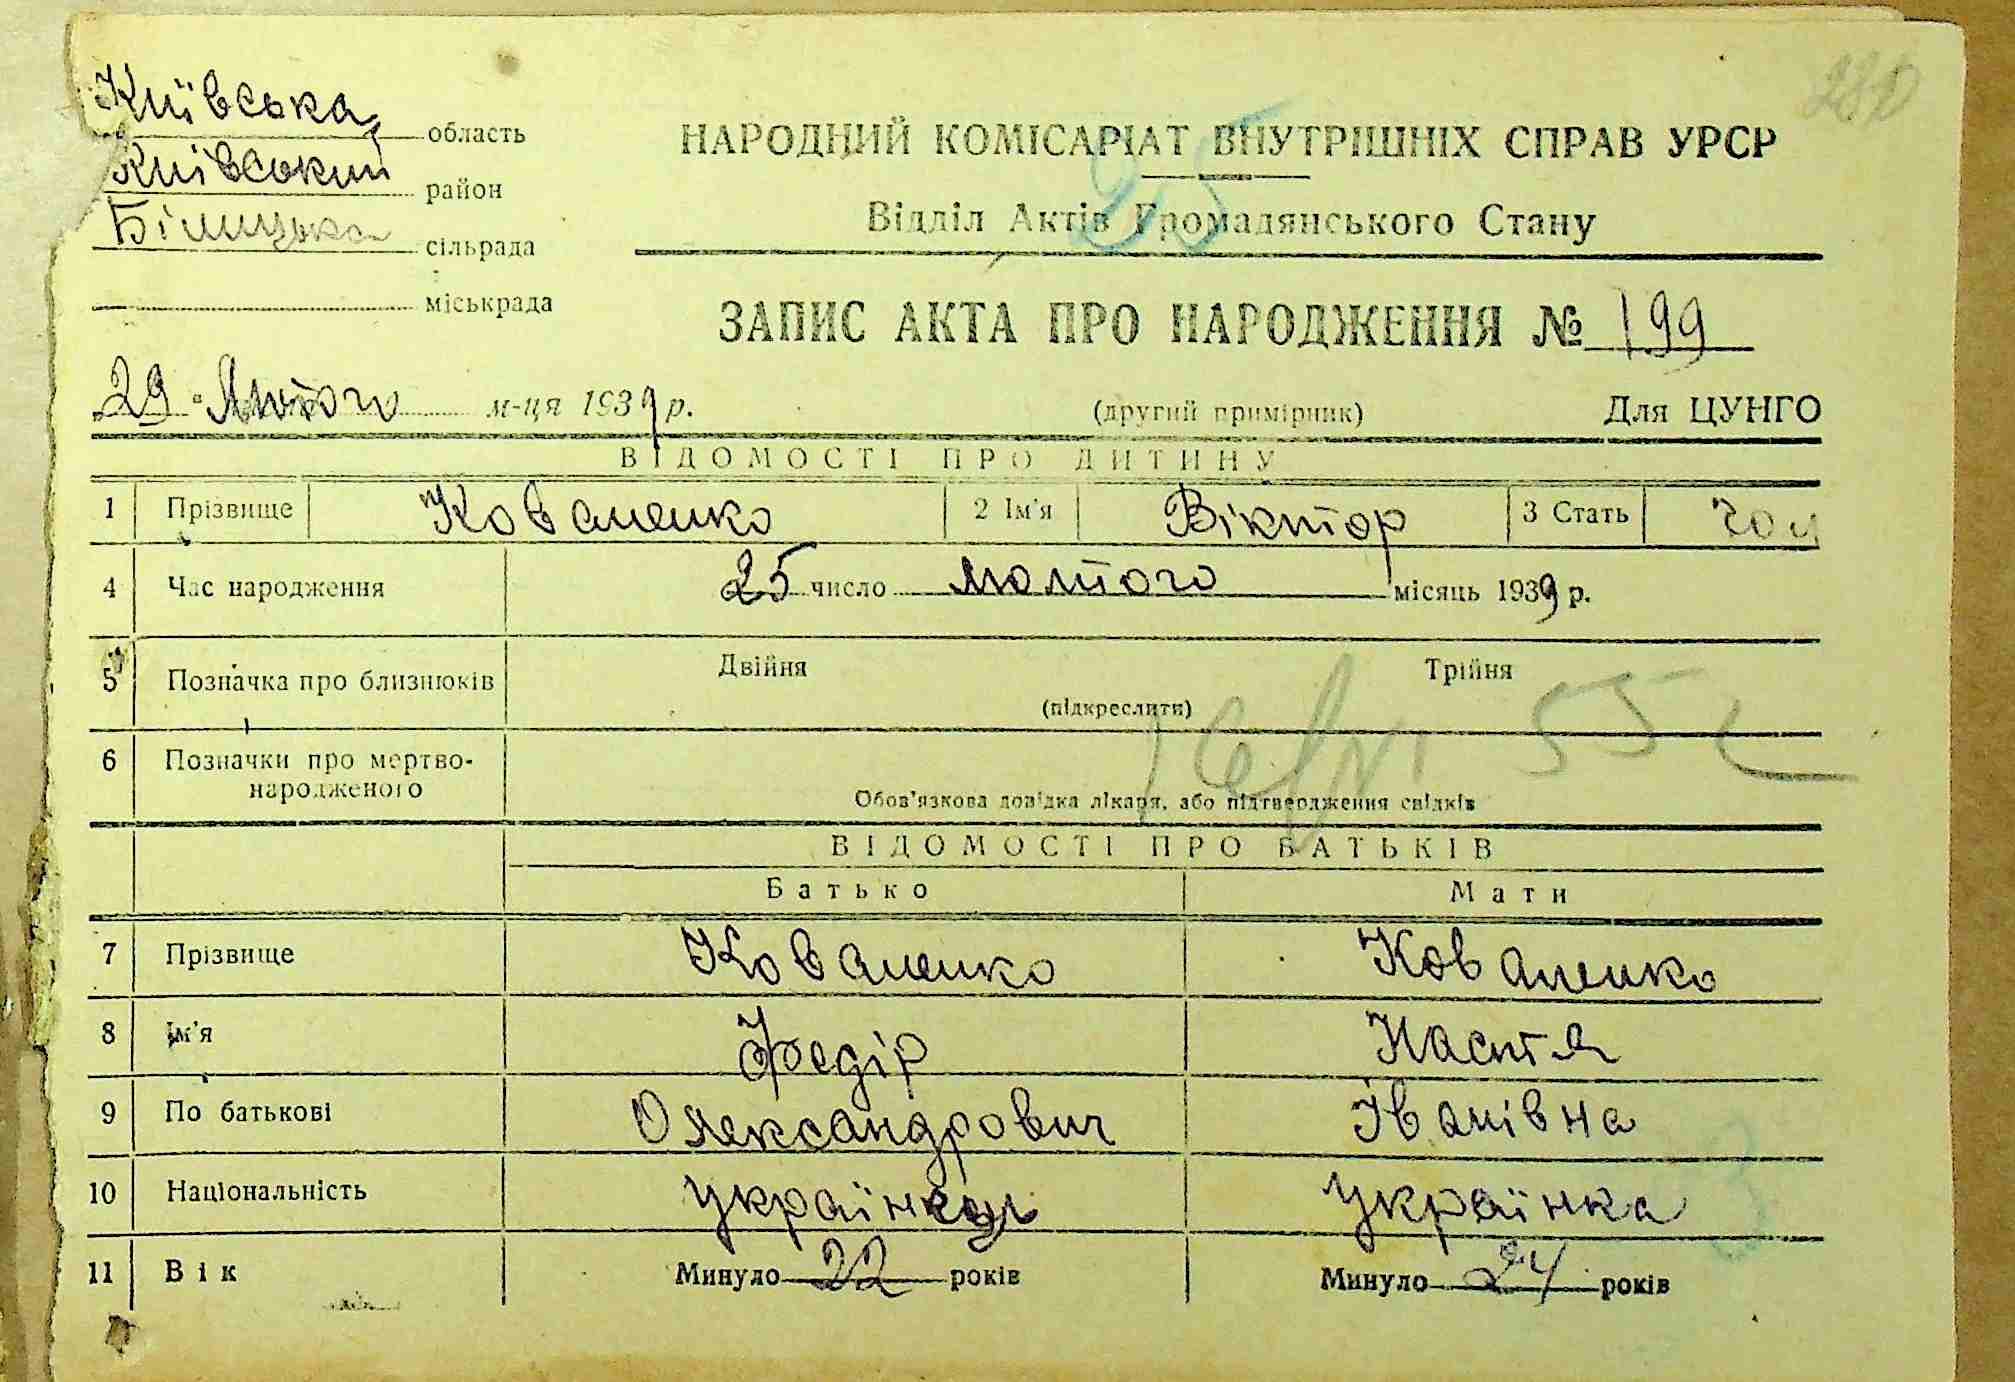 280
Київська область
Київський район
Білицька сільрада
міськрада
НАРОДНИЙ КОМІСАРІАТ ВНУТРІШНІХ СПРАВ УРСР
25
Відділ Актів Громадянського Стану
ЗАПИС АКТА ПРО НАРОДЖЕННЯ № 199
29 " Лютого м-ця 1939 р.
(другий примірник) Для ЦУНГО
ВІДОМОСТІ ПРО ДИТИНУ
1 Прізвище Коваленко 2 Ім'я Віктор 3 Стать чол
4 Час народження 25 число лютого місяць 1939 р.
5 Позначка про близнюків Двійня Трійня
(підкреслити)
55
6 Позначки про мертво-
народженого
Обов'язкова довідка лікаря, або підтвердження свідків
ВІДОМОСТІ ПРО БАТЬКІВ
Батько Мати
7 Прізвище Коваленко Коваленко
8 Ім'я Федір Настя
9 По батькові Олександрович Іванівна
10 Національність українець українка
11 Вік Минуло 22 років Минуло 24 років